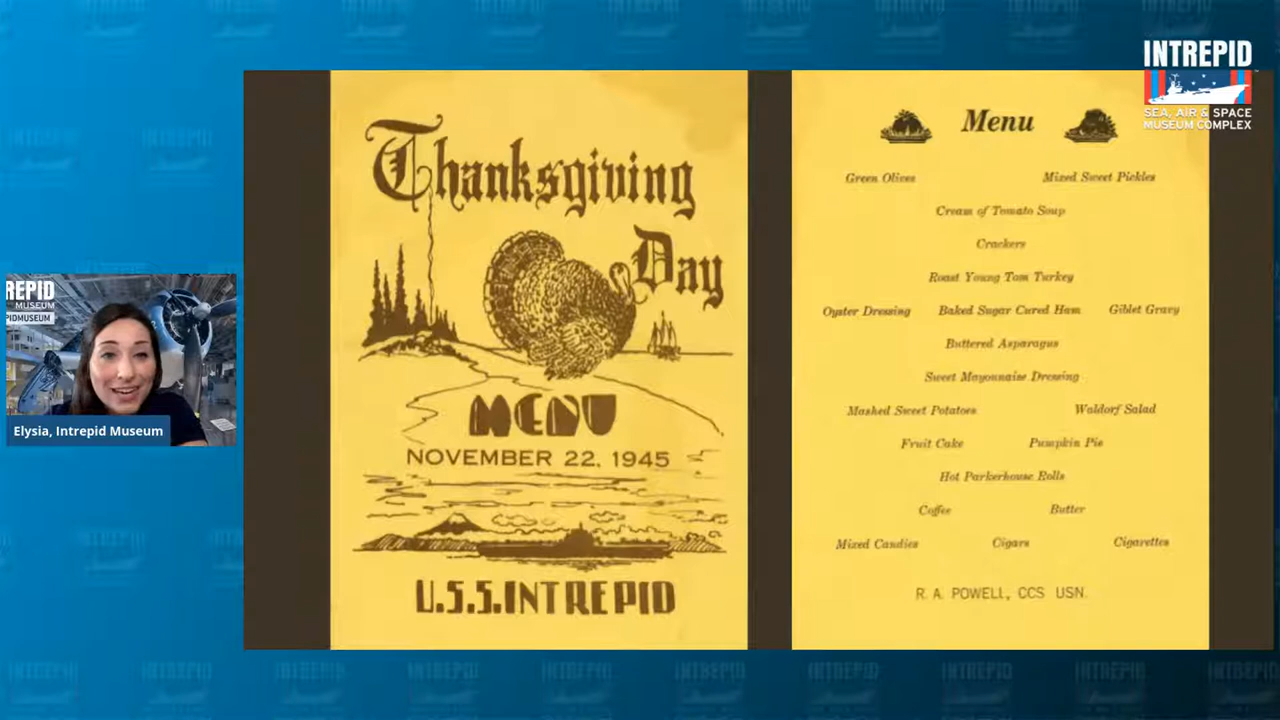 INTREPID
SEA, AIR & SPACE
MUSEUM COMPLEX
Thanksgiving
Day
MENU
NOVEMBER 22, 1945
U.S.S. INTREPID
Menu
Green Olives Mixed Sweet Pickles
Cream of Tomato Soup
Crackers
Roast Young Tom Turkey
Oyster Dressing Baked Sugar Cured Ham Giblet Gravy
Buttered Asparagus
Sweet Mayonnaise Dressing
Mashed Sweet Potatoes Waldorf Salad
Fruit Cake Pumpkin Pie
Hot Parkerhouse Rolls
Coffee Butter
Mixed Candies Cigars Cigarettes
R. A. POWELL, CCS USN.
REPID
MUSEUM
PIDMUSEUM
Elysia, Intrepid Museum